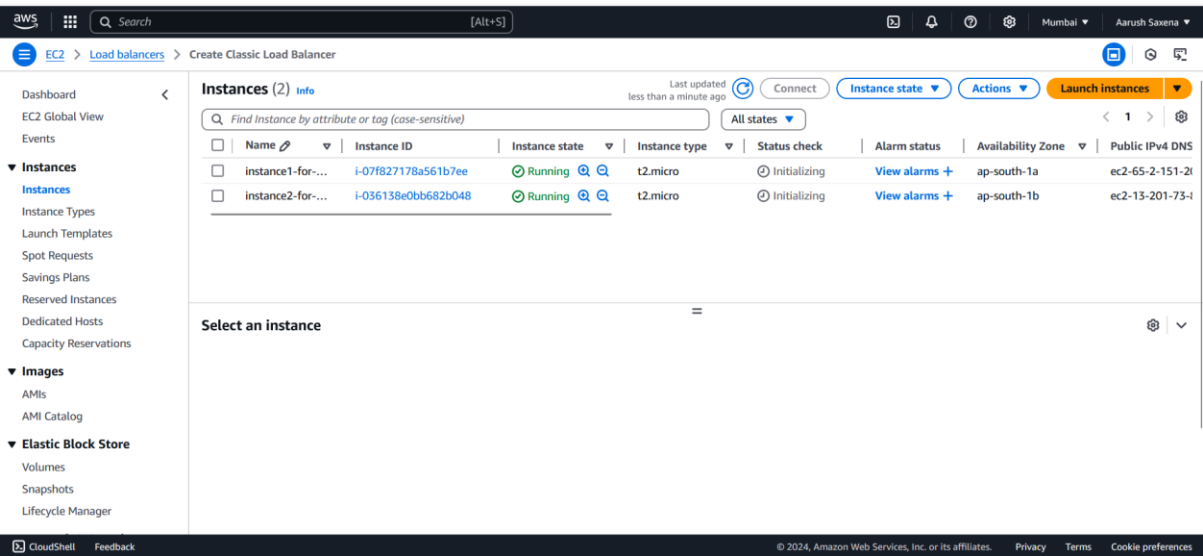 aws Search [Alt+S] Mumbai Aarush Saxena
EC2 > Load balancers > Create Classic Load Balancer
Dashboard
EC2 Global View
Events
Instances
Instances
Instance Types
Launch Templates
Spot Requests
Savings Plans
Reserved Instances
Dedicated Hosts
Capacity Reservations
Images
AMIs
AMI Catalog
Elastic Block Store
Volumes
Snapshots
Lifecycle Manager
Instances (2) Info
Last updated
less than a minute ago
Connect Instance state Actions Launch instances
Find Instance by attribute or tag (case-sensitive) All states 1
Name Instance ID Instance state Instance type Status check Alarm status Availability Zone Public IPv4 DNS
instance1-for-... i-07f827178a561b7ee Running t2.micro Initializing View alarms + ap-south-1a ec2-65-2-151-2
instance2-for-... i-036138e0bb682b048 Running t2.micro Initializing View alarms + ap-south-1b ec2-13-201-73-
Select an instance
CloudShell Feedback © 2024, Amazon Web Services, Inc. or its affiliates. Privacy Terms Cookie preferences